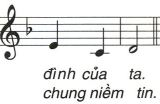 đình của ta.
chung niềm tin.